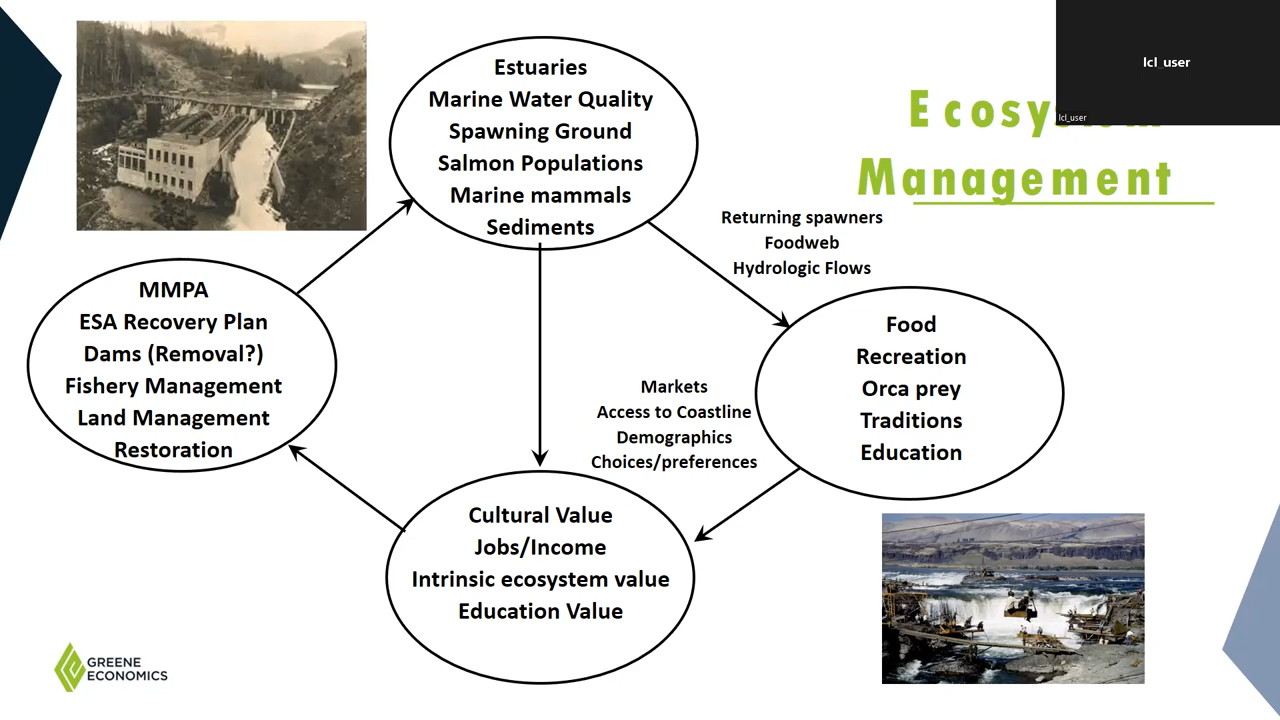 lcl_user
lcl_user
Management
Estuaries
Marine Water Quality
Spawning Ground
Salmon Populations
Marine mammals
Sediments
Returning spawners
Foodweb
Hydrologic Flows
MMPA
ESA Recovery Plan
Dams (Removal?)
Fishery Management
Land Management
Restoration
Food
Recreation
Orca prey
Traditions
Education
Markets
Access to Coastline
Demographics
Choices/preferences
Cultural Value
Jobs/Income
Intrinsic ecosystem value
Education Value
GREENE
ECONOMICS